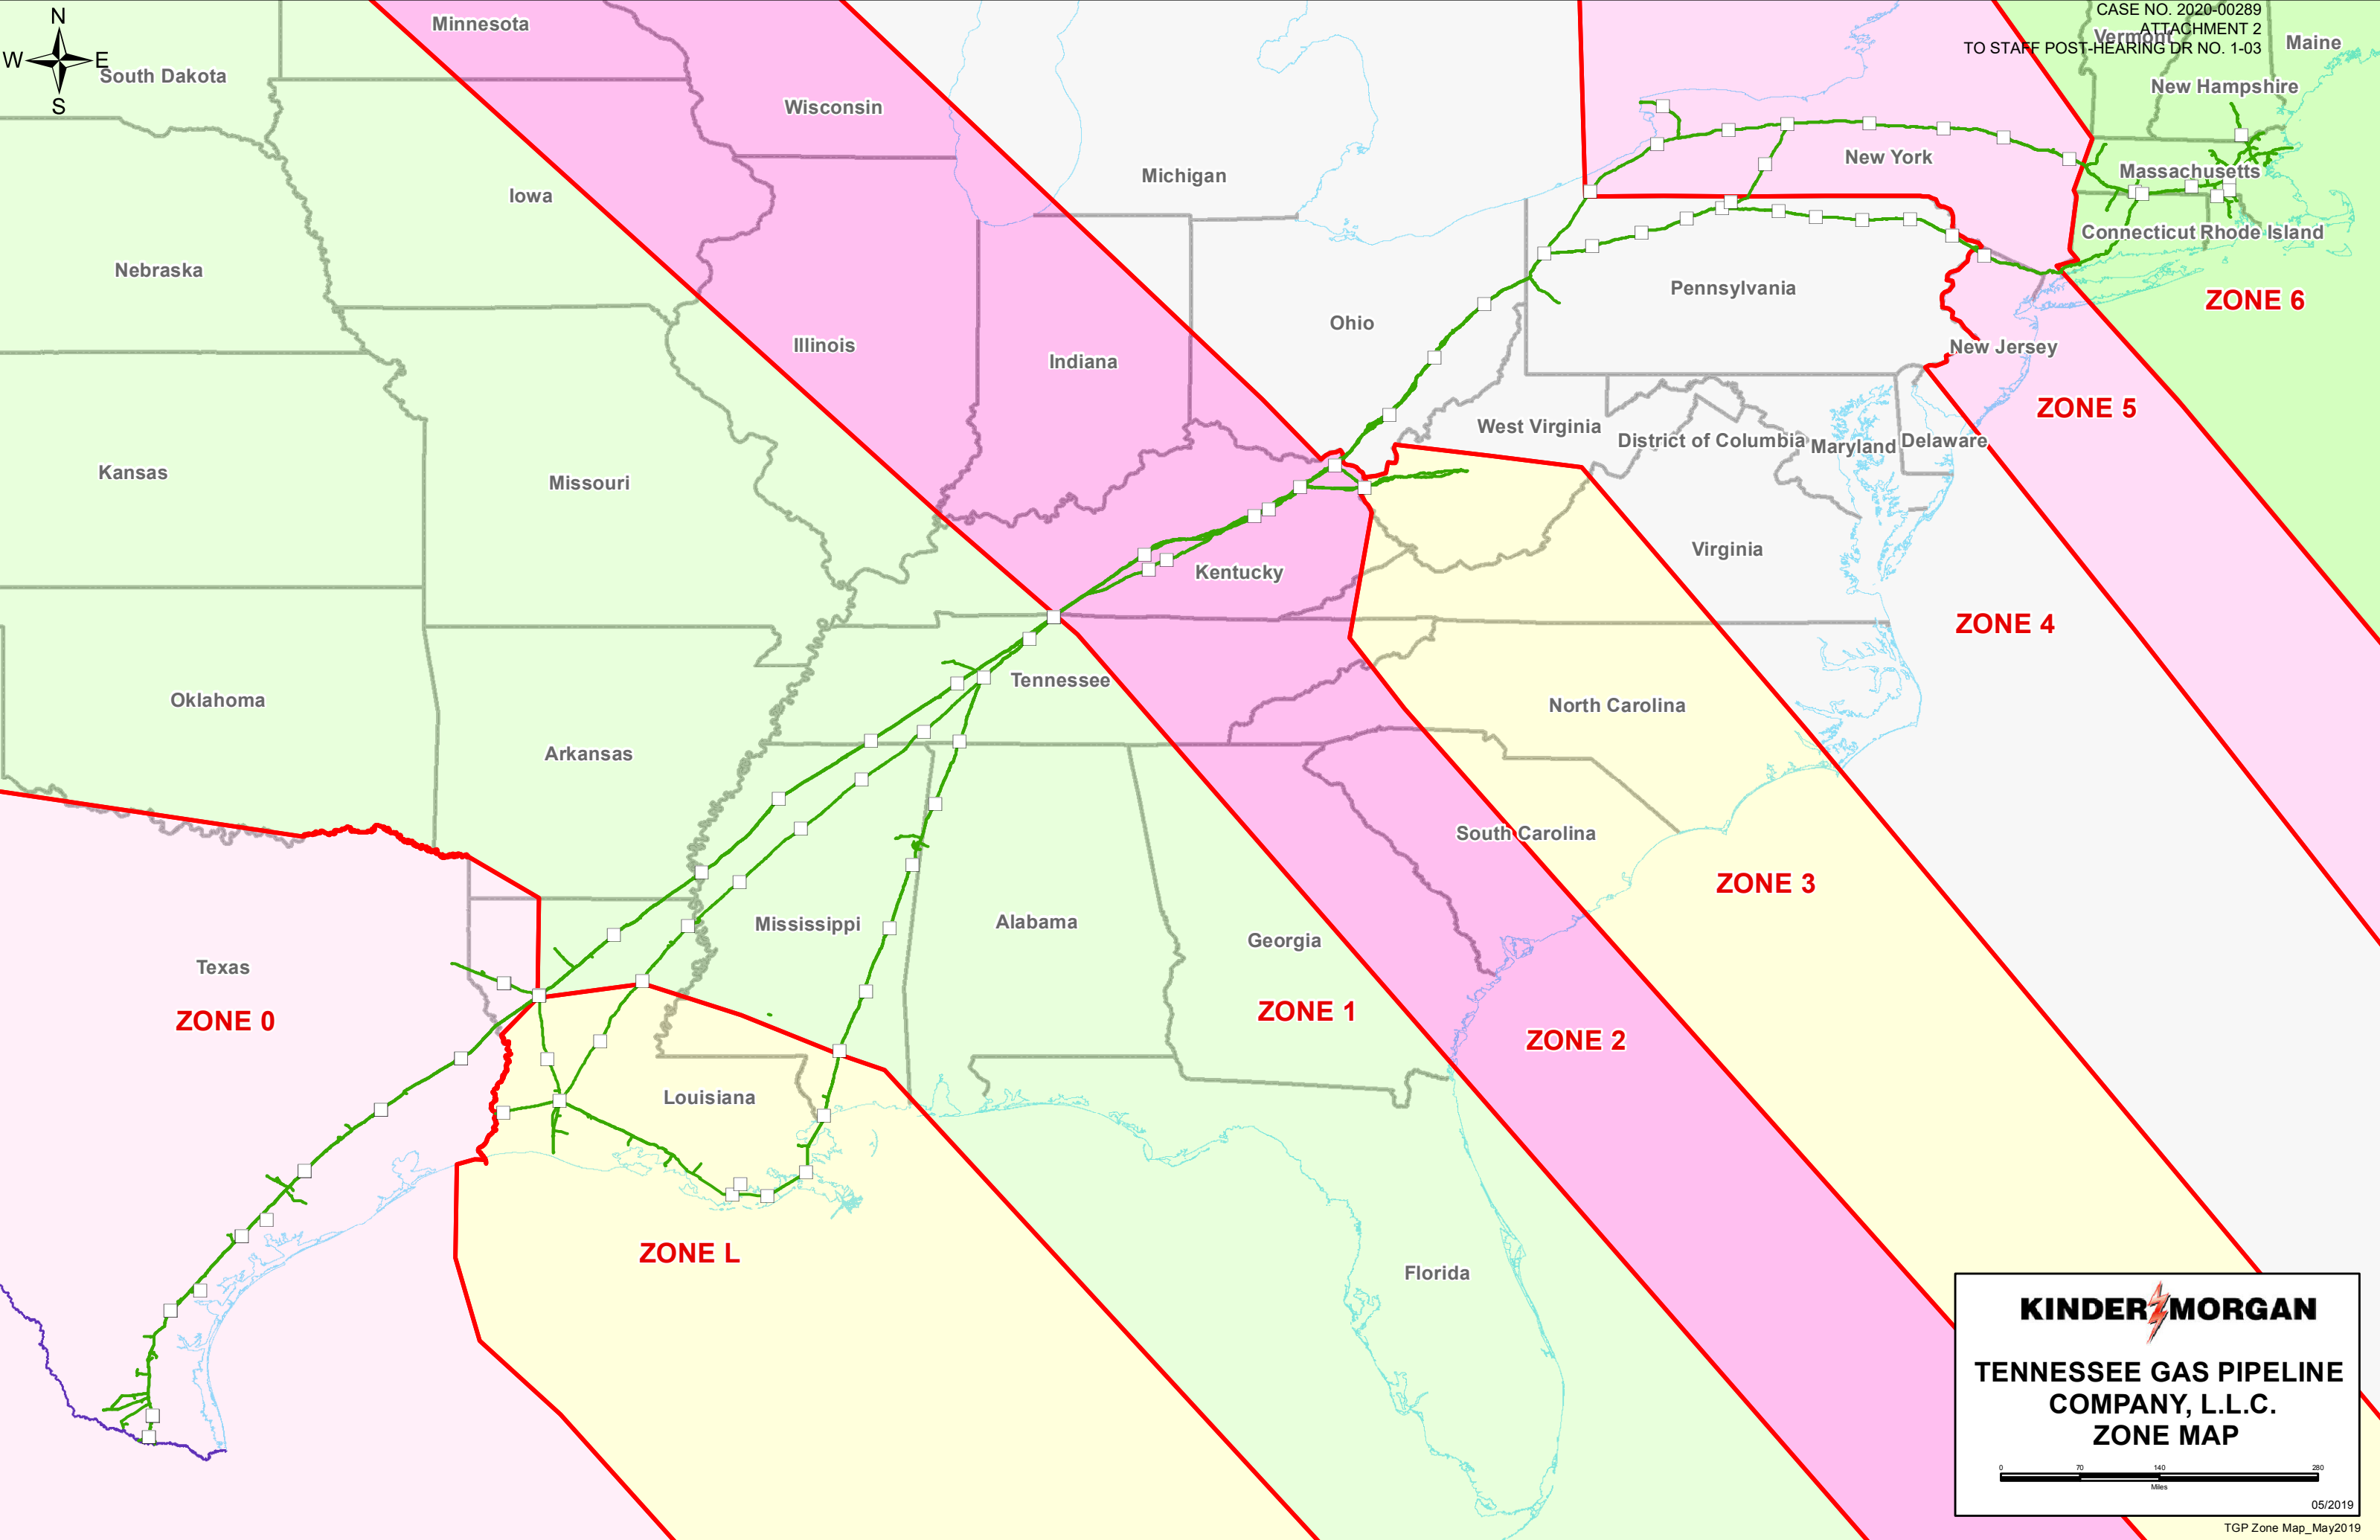 N
CASE NO. 2020-00289
Minnesota
ATTACHMENT 2
Vermont
Maine
TO STAFF POST-HEARING DR NO. 1-03
W
E
South Dakota
New Hampshire
S
Wisconsin
New York
Massachusetts
Michigan
Iowa
Connecticut Rhode Island
Nebraska
Pennsylvania
ZONE 6
Ohio
Illinois
New Jersey
Indiana
ZONE 5
West Virginia
District of Columbia
Maryland
Delaware
Kansas
Missouri
Virginia
Kentucky
ZONE 4
Tennessee
Oklahoma
North Carolina
Arkansas
South Carolina
ZONE 3
Mississippi
Alabama
Georgia
Texas
ZONE 1
ZONE 0
ZONE 2
Louisiana
ZONE L
Florida
KINDER MORGAN
TENNESSEE GAS PIPELINE
COMPANY, L.L.C.
ZONE MAP
0 70 140 280
Miles
05/2019
TGP Zone Map_May2019